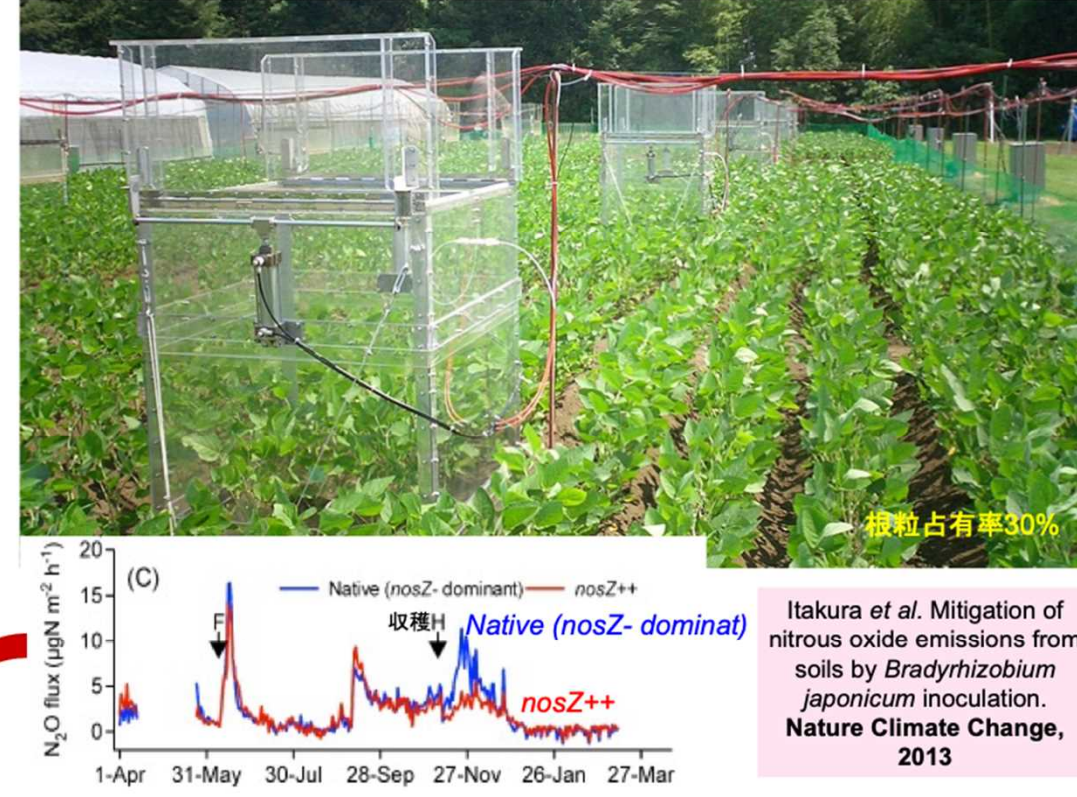 根粒占有率30%
20
15
10
5
0
N₂O flux (µgN m⁻² h⁻¹)
(C)
Native (nosZ- dominant)
nosZ++
F
収穫H
Native (nosZ- dominat)
nosZ++
1-Apr 31-May 30-Jul 28-Sep 27-Nov 26-Jan 27-Mar
Itakura et al. Mitigation of
nitrous oxide emissions from
soils by Bradyrhizobium
japonicum inoculation.
Nature Climate Change,
2013